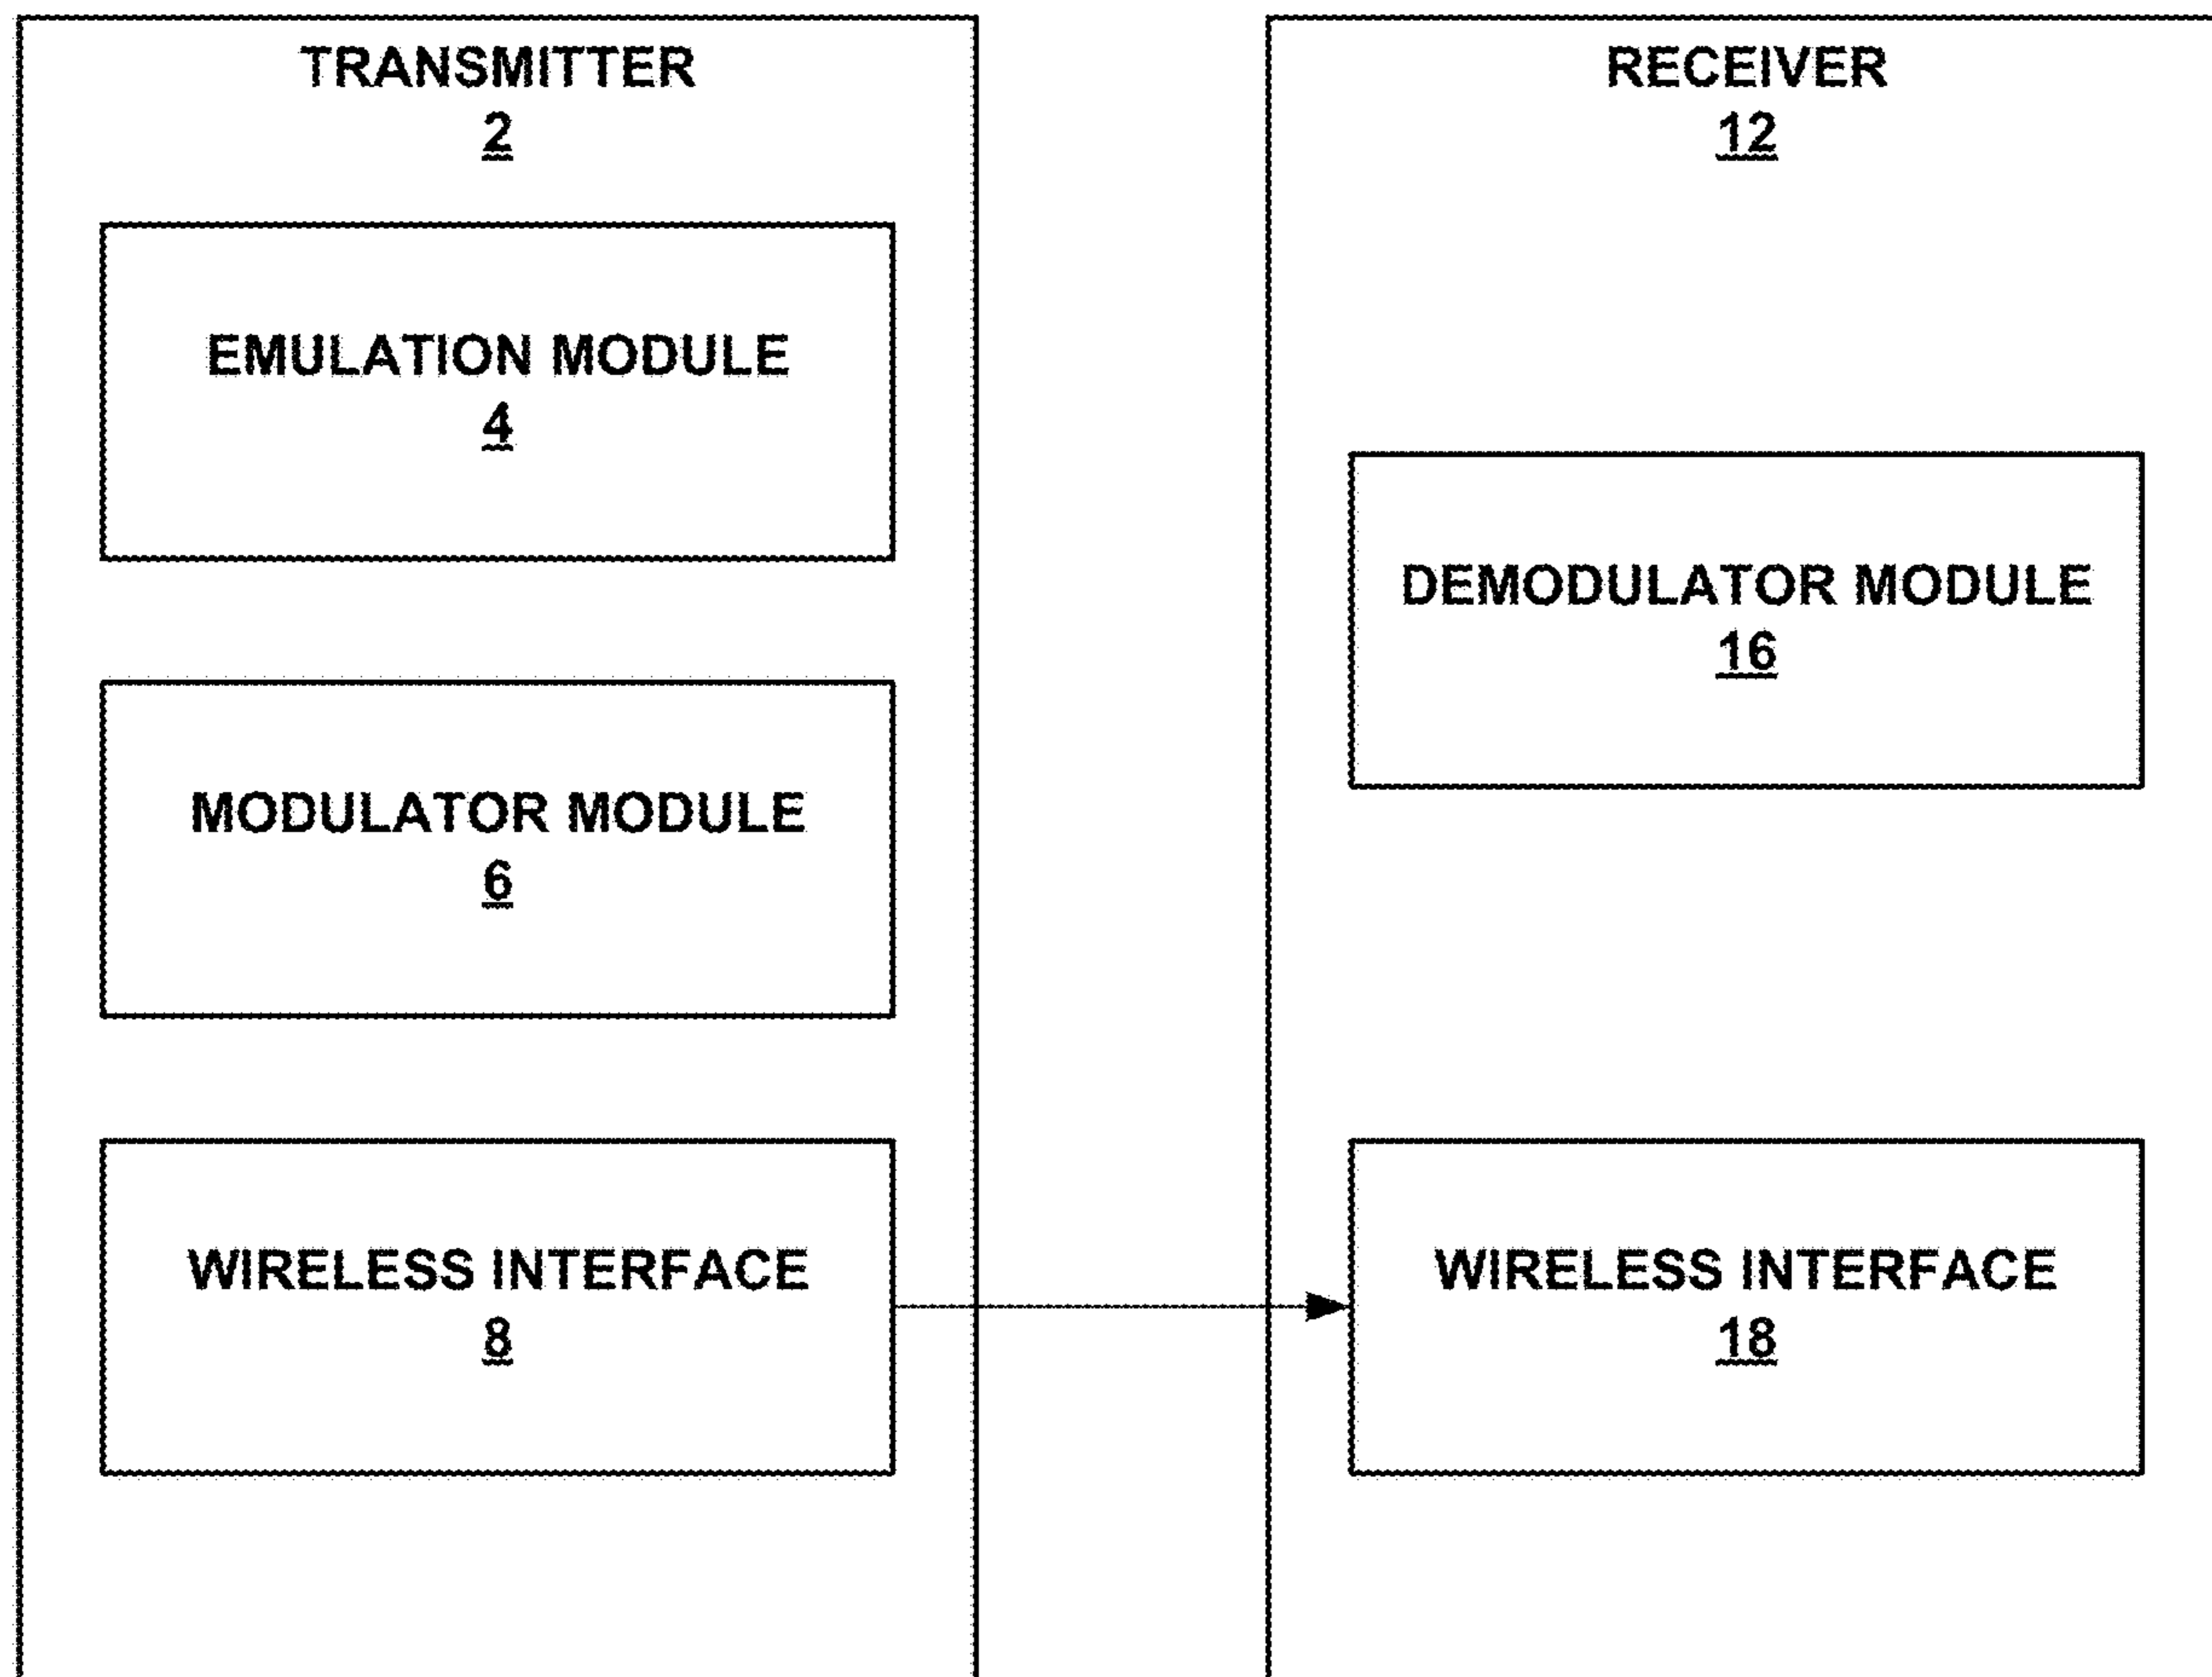 TRANSMITTER
2
EMULATION MODULE
4
MODULATOR MODULE
6
WIRELESS INTERFACE
8
RECEIVER
12
DEMODULATOR MODULE
16
WIRELESS INTERFACE
18